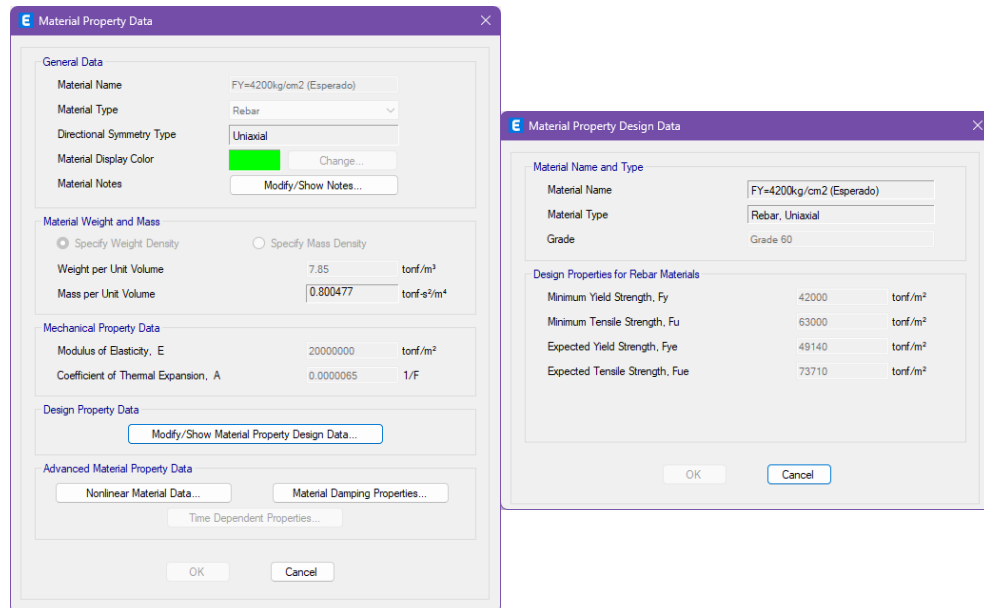 E Material Property Data
General Data
Material Name FY=4200kg/cm2 (Esperado)
Material Type Rebar
Directional Symmetry Type Uniaxial
Material Display Color Change...
Material Notes Modify/Show Notes...
Material Weight and Mass
Specify Weight Density Specify Mass Density
Weight per Unit Volume 7.85 tonf/m³
Mass per Unit Volume 0.800477 tonf-s²/m⁴
Mechanical Property Data
Modulus of Elasticity, E 20000000 tonf/m²
Coefficient of Thermal Expansion, A 0.0000065 1/F
Design Property Data
Modify/Show Material Property Design Data...
Advanced Material Property Data
Nonlinear Material Data... Material Damping Properties...
Time Dependent Properties...
OK Cancel
E Material Property Design Data
Material Name and Type
Material Name FY=4200kg/cm2 (Esperado)
Material Type Rebar, Uniaxial
Grade Grade 60
Design Properties for Rebar Materials
Minimum Yield Strength, Fy 42000 tonf/m²
Minimum Tensile Strength, Fu 63000 tonf/m²
Expected Yield Strength, Fye 49140 tonf/m²
Expected Tensile Strength, Fue 73710 tonf/m²
OK Cancel